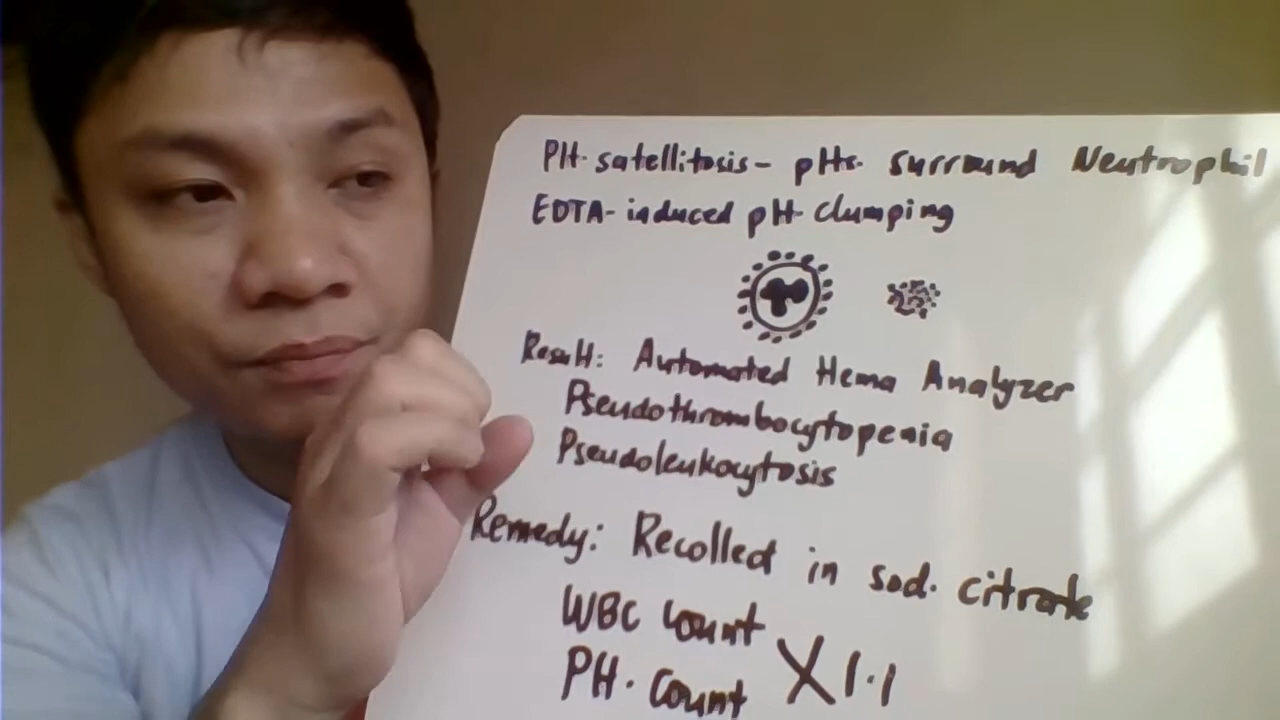 Plt. satellitosis - plts. surround Neutrophil
EDTA-induced plt. clumping
Result: Automated Hema Analyzer
Pseudothrombocytopenia
Pseudoleukocytosis
Remedy: Recollect in sod. citrate
WBC count
Plt. count X 1.1